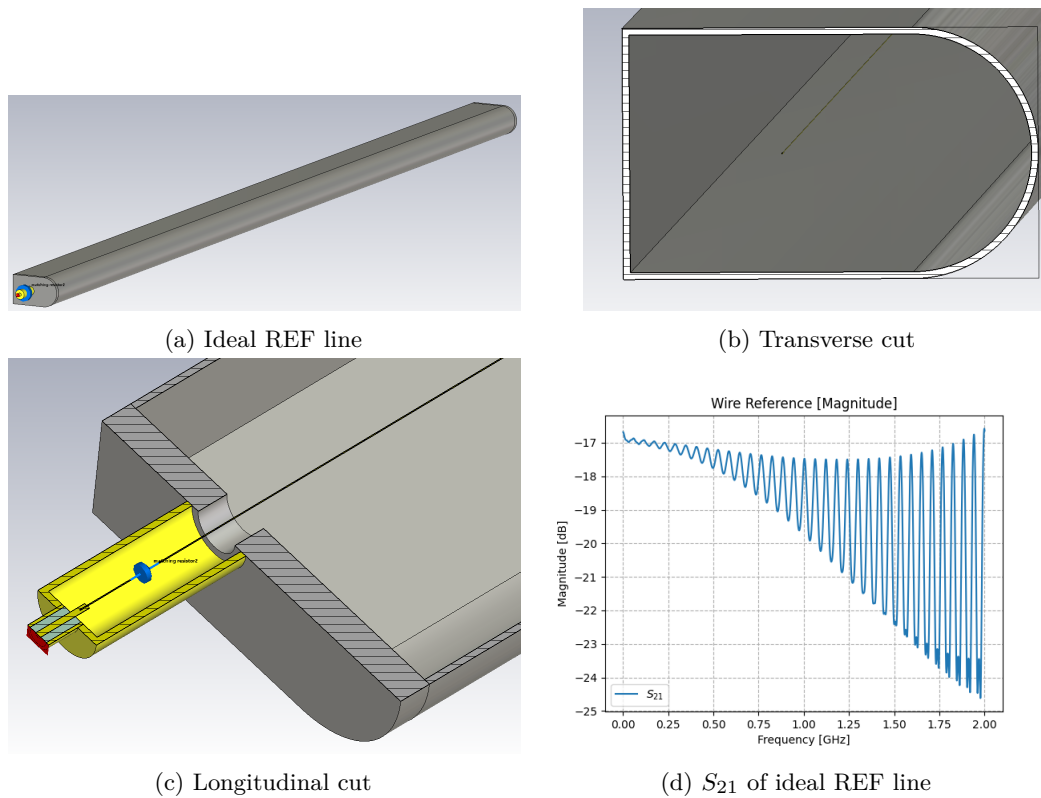 matching resistor2
(a) Ideal REF line
(b) Transverse cut
matching resistor2
(c) Longitudinal cut
Wire Reference [Magnitude]
Magnitude [dB]
−17
−18
−19
−20
−21
−22
−23
−24
−25
S21
0.00 0.25 0.50 0.75 1.00 1.25 1.50 1.75 2.00
Frequency [GHz]
(d) S21 of ideal REF line